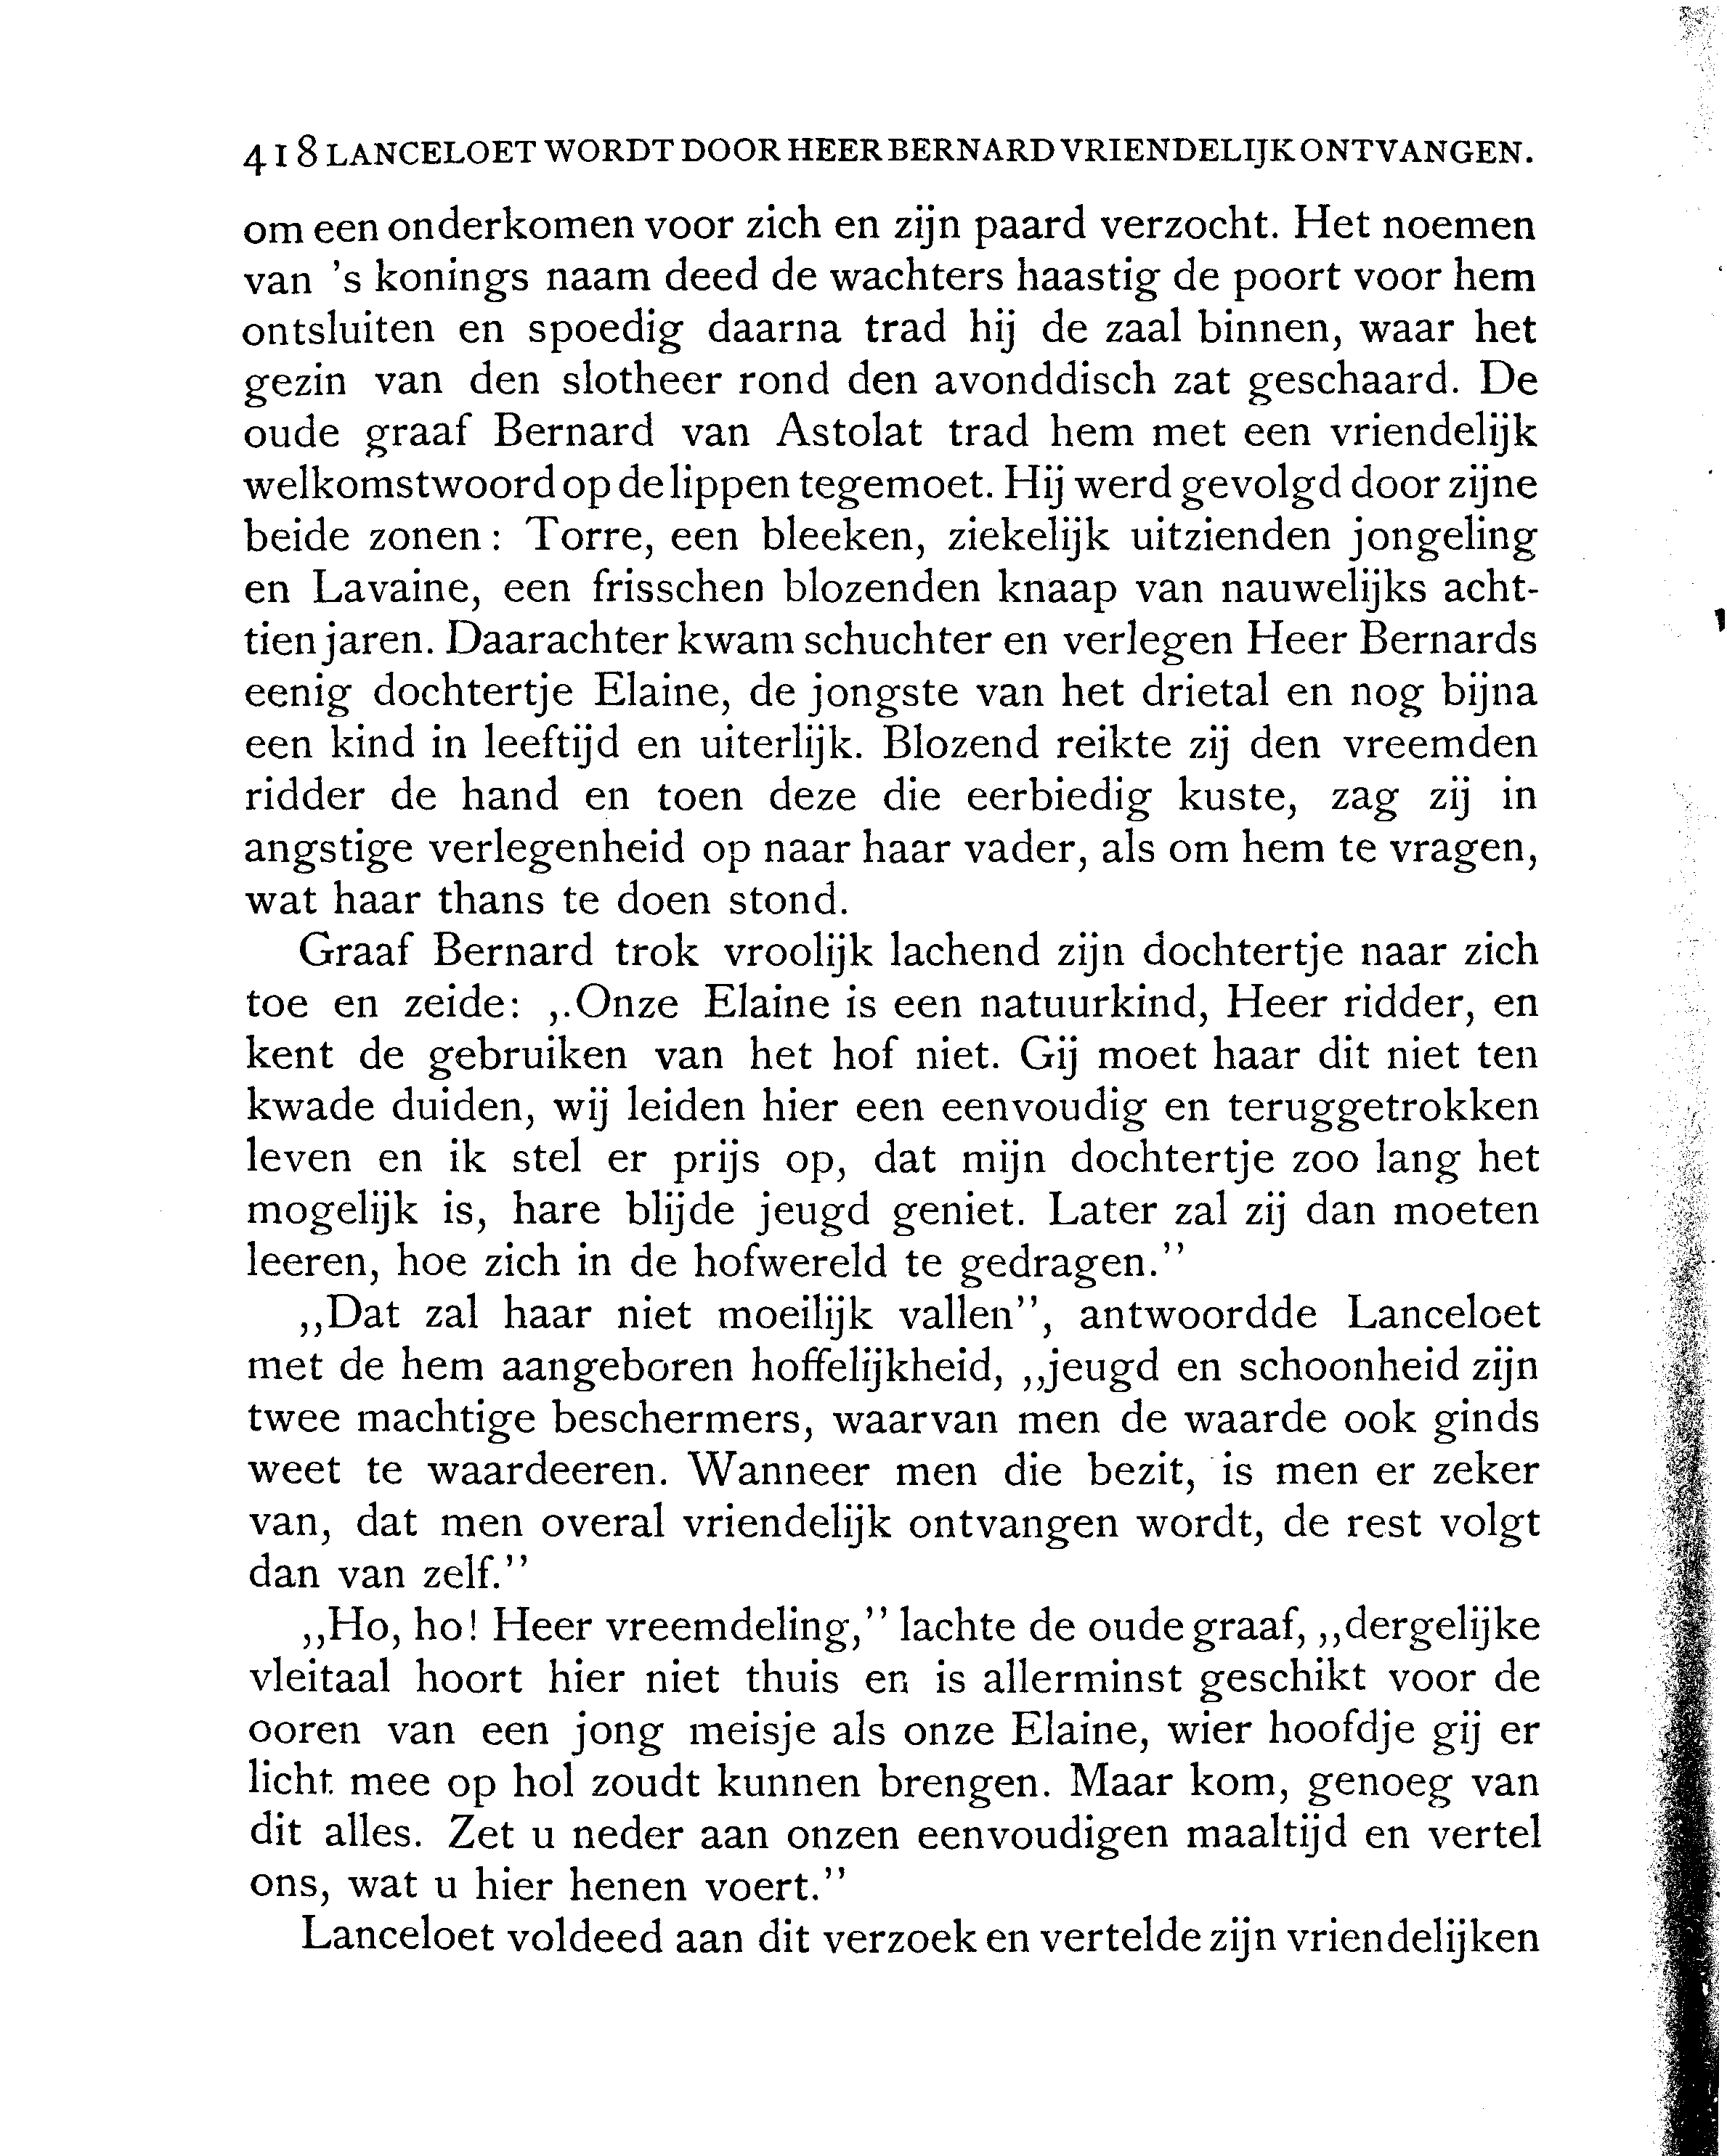 418 LANCELOET WORDT DOOR HEER BERNARD VRIENDELIJK ONTVANGEN.
om een onderkomen voor zich en zijn paard verzocht. Het noemen
van 's konings naam deed de wachters haastig de poort voor hem
ontsluiten en spoedig daarna trad hij de zaal binnen, waar het
gezin van den slotheer rond den avonddisch zat geschaard. De
oude graaf Bernard van Astolat trad hem met een vriendelijk
welkomstwoord op de lippen tegemoet. Hij werd gevolgd door zijne
beide zonen: Torre, een bleeken, ziekelijk uitzienden jongeling
en Lavaine, een frisschen blozenden knaap van nauwelijks acht-
tien jaren. Daarachter kwam schuchter en verlegen Heer Bernards
eenig dochtertje Elaine, de jongste van het drietal en nog bijna
een kind in leeftijd en uiterlijk. Blozend reikte zij den vreemden
ridder de hand en toen deze die eerbiedig kuste, zag zij in
angstige verlegenheid op naar haar vader, als om hem te vragen,
wat haar thans te doen stond.
Graaf Bernard trok vroolijk lachend zijn dochtertje naar zich
toe en zeide: ,.Onze Elaine is een natuurkind, Heer ridder, en
kent de gebruiken van het hof niet. Gij moet haar dit niet ten
kwade duiden, wij leiden hier een eenvoudig en teruggetrokken
leven en ik stel er prijs op, dat mijn dochtertje zoo lang het
mogelijk is, hare blijde jeugd geniet. Later zal zij dan moeten
leeren, hoe zich in de hofwereld te gedragen.''
,,Dat zal haar niet moeilijk vallen'', antwoordde Lanceloet
met de hem aangeboren hoffelijkheid, ,,jeugd en schoonheid zijn
twee machtige beschermers, waarvan men de waarde ook ginds
weet te waardeeren. Wanneer men die bezit, is men er zeker
van, dat men overal vriendelijk ontvangen wordt, de rest volgt
dan van zelf.''
,,Ho, ho! Heer vreemdeling,'' lachte de oude graaf, ,,dergelijke
vleitaal hoort hier niet thuis en is allerminst geschikt voor de
ooren van een jong meisje als onze Elaine, wier hoofdje gij er
licht mee op hol zoudt kunnen brengen. Maar kom, genoeg van
dit alles. Zet u neder aan onzen eenvoudigen maaltijd en vertel
ons, wat u hier henen voert.''
Lanceloet voldeed aan dit verzoek en vertelde zijn vriendelijken